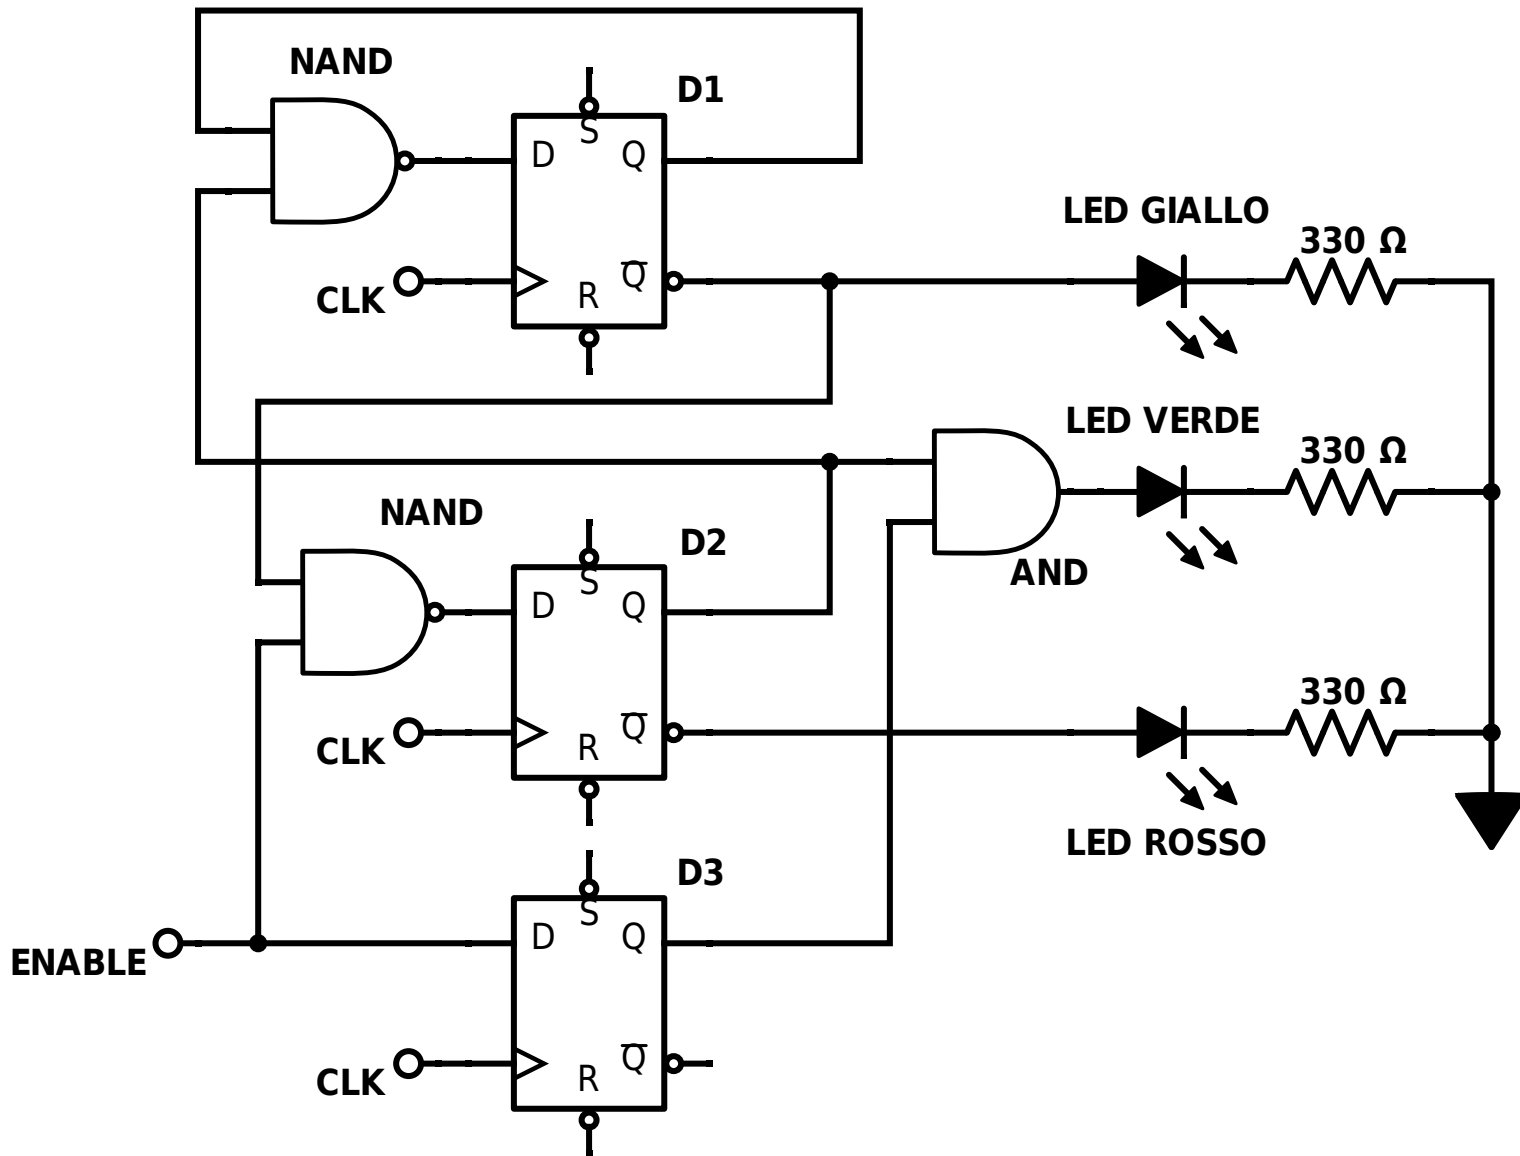 NAND
D1
S
D
Q
LED GIALLO
330 Ω
CLK
R
Q̅
LED VERDE
330 Ω
NAND
D2
AND
S
D
Q
330 Ω
CLK
R
Q̅
LED ROSSO
D3
S
D
Q
ENABLE
CLK
R
Q̅